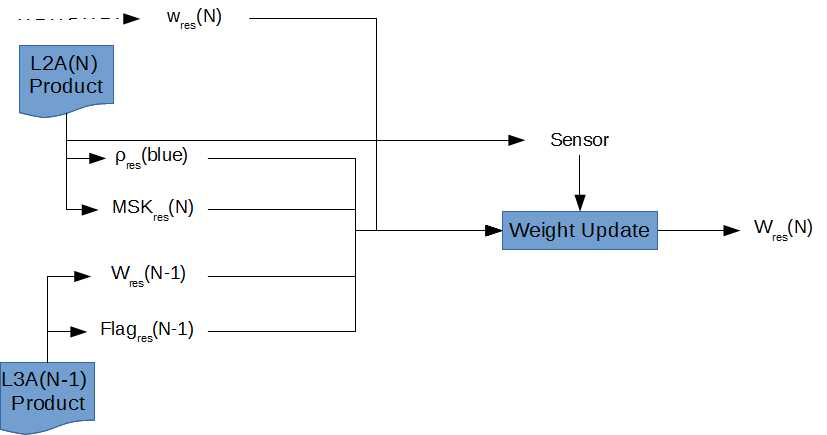 w_res(N)
L2A(N)
Product
Sensor
ρ_res(blue)
MSK_res(N)
Weight Update
W_res(N)
W_res(N-1)
Flag_res(N-1)
L3A(N-1)
Product